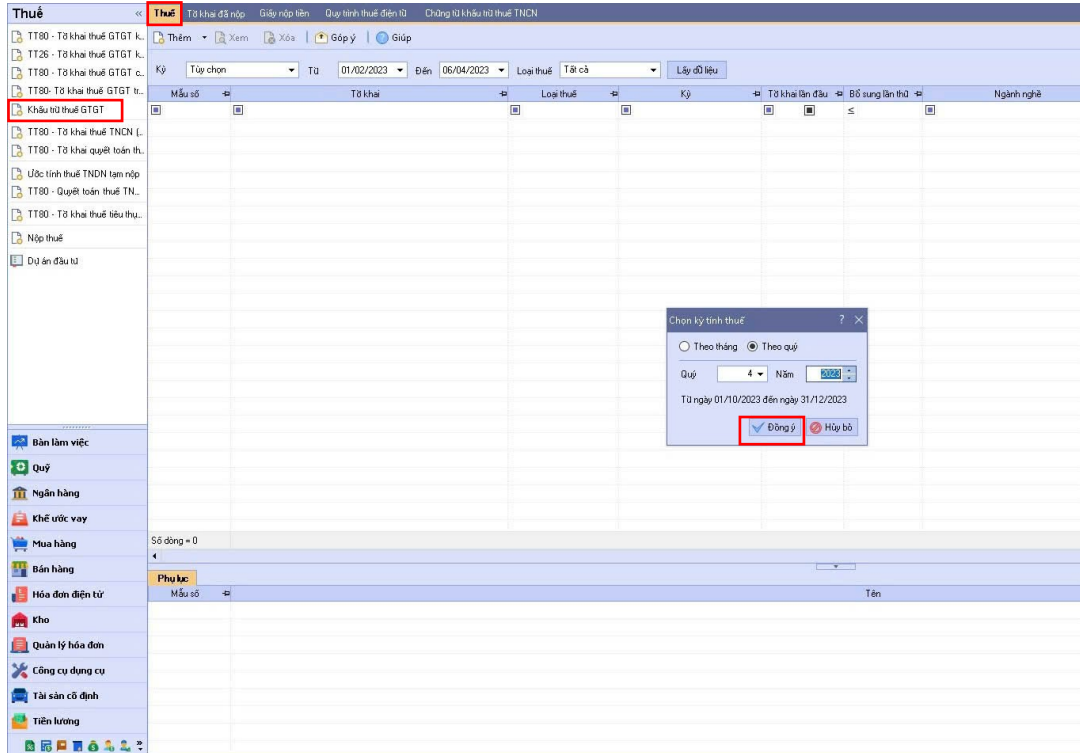 Thuế «
TT80 - Tờ khai thuế GTGT k..
TT26 - Tờ khai thuế GTGT k..
TT80 - Tờ khai thuế GTGT c..
TT80- Tờ khai thuế GTGT tr..
Khấu trừ thuế GTGT
TT80 - Tờ khai thuế TNCN (..
TT80 - Tờ khai quyết toán th..
Ước tính thuế TNDN tạm nộp
TT80 - Quyết toán thuế TN...
TT80 - Tờ khai thuế tiêu thụ...
Nộp thuế
Dự án đầu tư
Bàn làm việc
Quỹ
Ngân hàng
Khế ước vay
Mua hàng
Bán hàng
Hóa đơn điện tử
Kho
Quản lý hóa đơn
Công cụ dụng cụ
Tài sản cố định
Tiền lương
Thuế Tờ khai đã nộp Giấy nộp tiền Quy trình thuế điện tử Chứng từ khấu trừ thuế TNCN
Thêm Xem Xóa Góp ý Giúp
Kỳ Tùy chọn Từ 01/02/2023 Đến 06/04/2023 Loại thuế Tất cả Lấy dữ liệu
Mẫu số Tờ khai Loại thuế Kỳ Tờ khai lần đầu Bổ sung lần thứ Ngành nghề
≤
Chọn kỳ tính thuế ? ×
Theo tháng Theo quý
Quý 4 Năm 2023
Từ ngày 01/10/2023 đến ngày 31/12/2023
Đồng ý Hủy bỏ
Số dòng = 0
Phụ lục
Mẫu số Tên